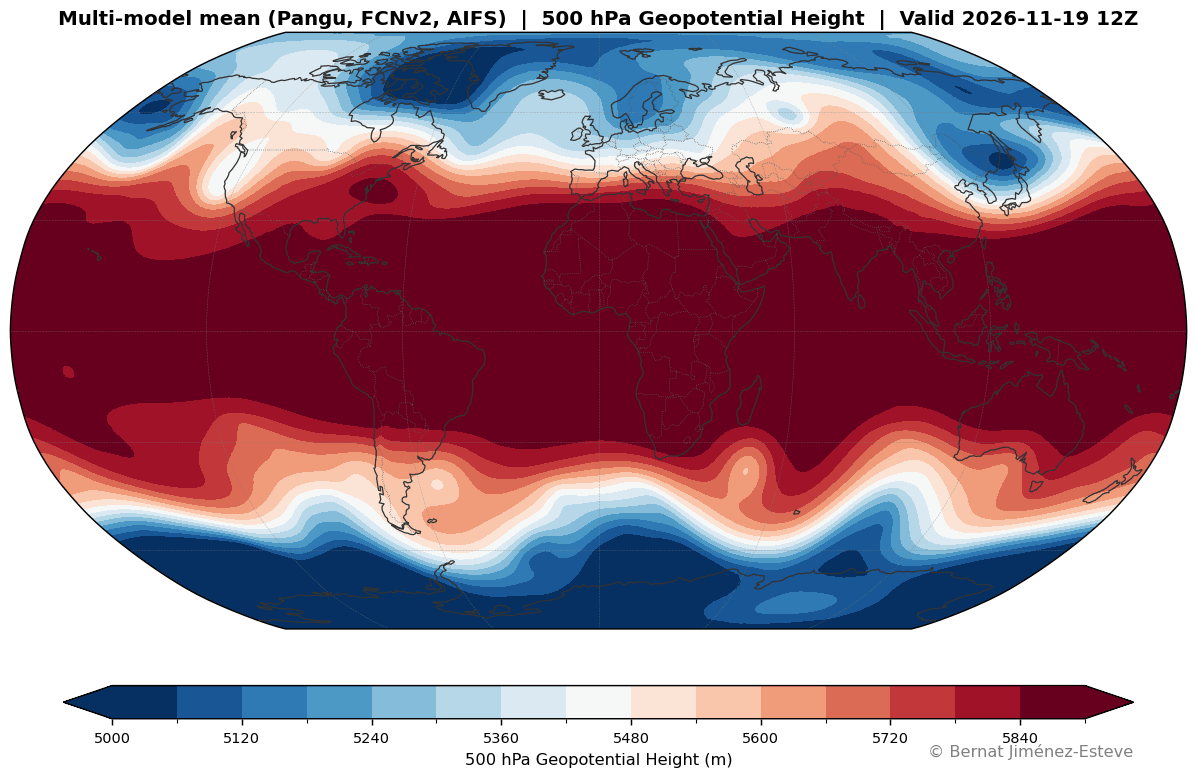 Multi-model mean (Pangu, FCNv2, AIFS) | 500 hPa Geopotential Height | Valid 2026-11-19 12Z
5000 5120 5240 5360 5480 5600 5720 5840
500 hPa Geopotential Height (m)
© Bernat Jiménez-Esteve